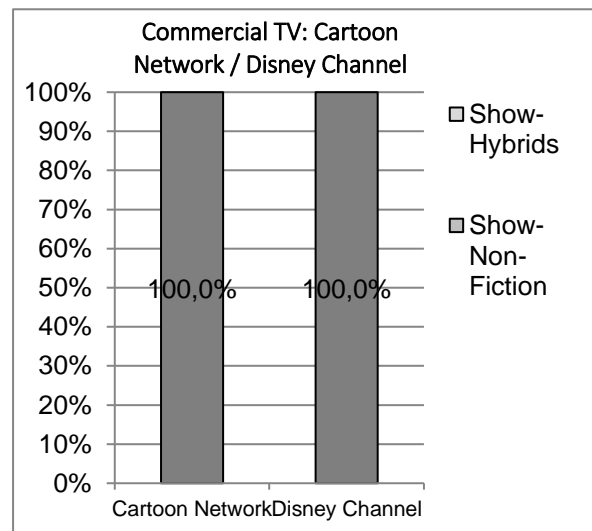 Commercial TV: Cartoon
Network / Disney Channel
100%
90%
80%
70%
60%
50%
40%
30%
20%
10%
0%
100,0% 100,0%
Cartoon Network Disney Channel
Show-
Hybrids
Show-
Non-
Fiction